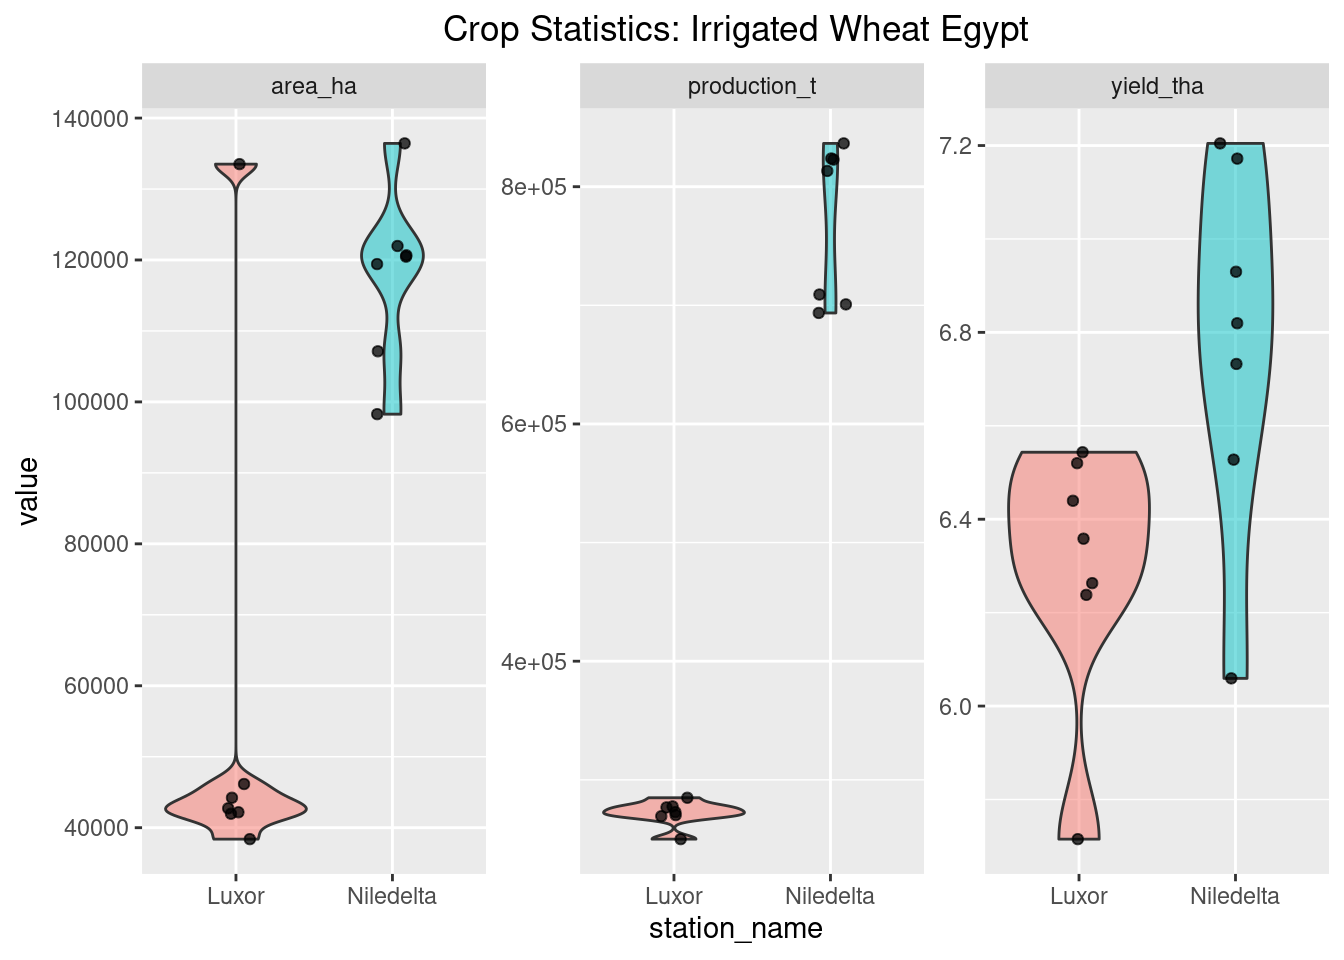 Crop Statistics: Irrigated Wheat Egypt
area_ha
production_t
yield_tha
value
140000
120000
100000
80000
60000
40000
8e+05
6e+05
4e+05
7.2
6.8
6.4
6.0
Luxor Niledelta
Luxor Niledelta
Luxor Niledelta
station_name